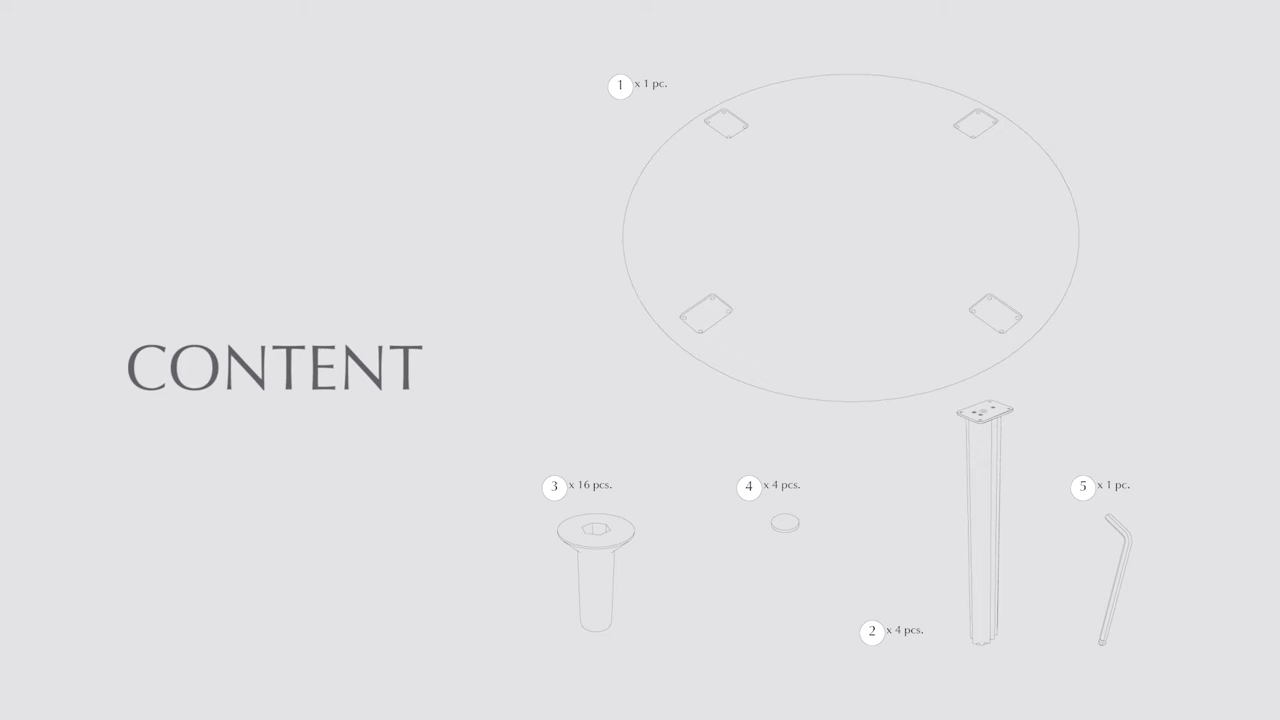 1 x 1 pc.
CONTENT
3 x 16 pcs.
4 x 4 pcs.
5 x 1 pc.
2 x 4 pcs.